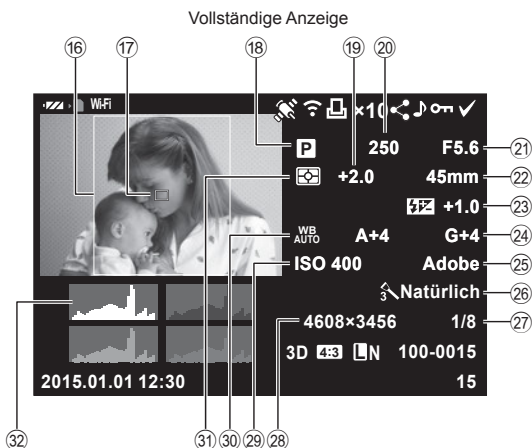 Vollständige Anzeige
⑯ ⑰ ⑱ ⑲ ⑳
Wi-Fi ×10
P 250 F5.6 ㉑
+2.0 45mm ㉒
+1.0 ㉓
WB AUTO A+4 G+4 ㉔
ISO 400 Adobe ㉕
3 Natürlich ㉖
4608×3456 1/8 ㉗
3D 4:3 LN 100-0015
2015.01.01 12:30 15
㉜ ㉛ ㉚ ㉙ ㉘